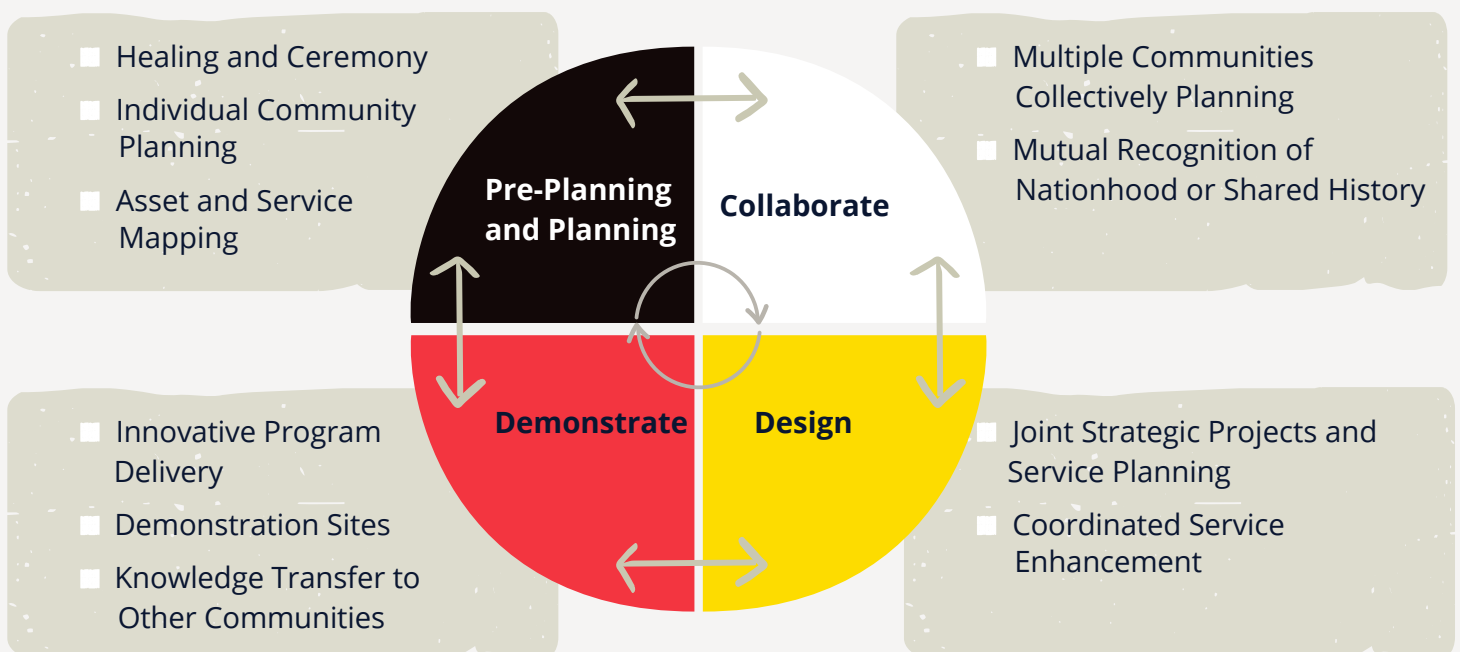 Healing and Ceremony
Individual Community
Planning
Asset and Service
Mapping
Pre-Planning
and Planning
Collaborate
Multiple Communities
Collectively Planning
Mutual Recognition of
Nationhood or Shared History
Innovative Program
Delivery
Demonstration Sites
Knowledge Transfer to
Other Communities
Demonstrate
Design
Joint Strategic Projects and
Service Planning
Coordinated Service
Enhancement